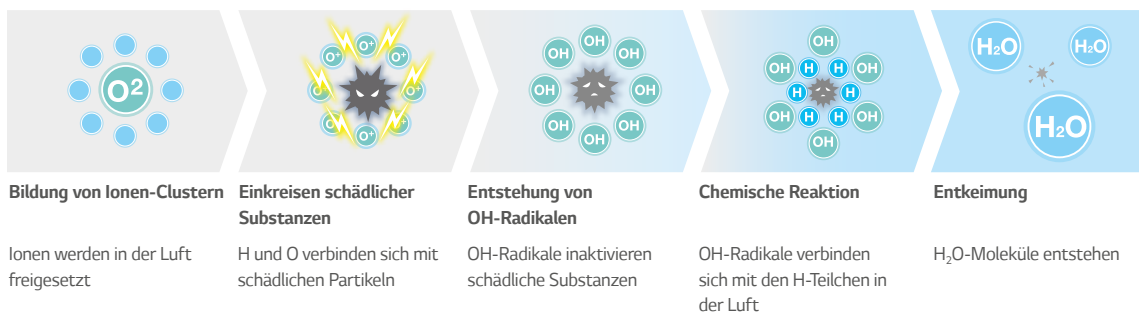 O²
O⁺ O⁺ O⁺ O⁺ O⁺ O⁺ O⁺ O⁺
OH OH OH OH OH OH OH OH
OH OH OH OH OH OH
H H H H H H
H₂O H₂O
H₂O
Bildung von Ionen-Clustern
Ionen werden in der Luft
freigesetzt
Einkreisen schädlicher
Substanzen
H und O verbinden sich mit
schädlichen Partikeln
Entstehung von
OH-Radikalen
OH-Radikale inaktivieren
schädliche Substanzen
Chemische Reaktion
OH-Radikale verbinden
sich mit den H-Teilchen in
der Luft
Entkeimung
H₂O-Moleküle entstehen